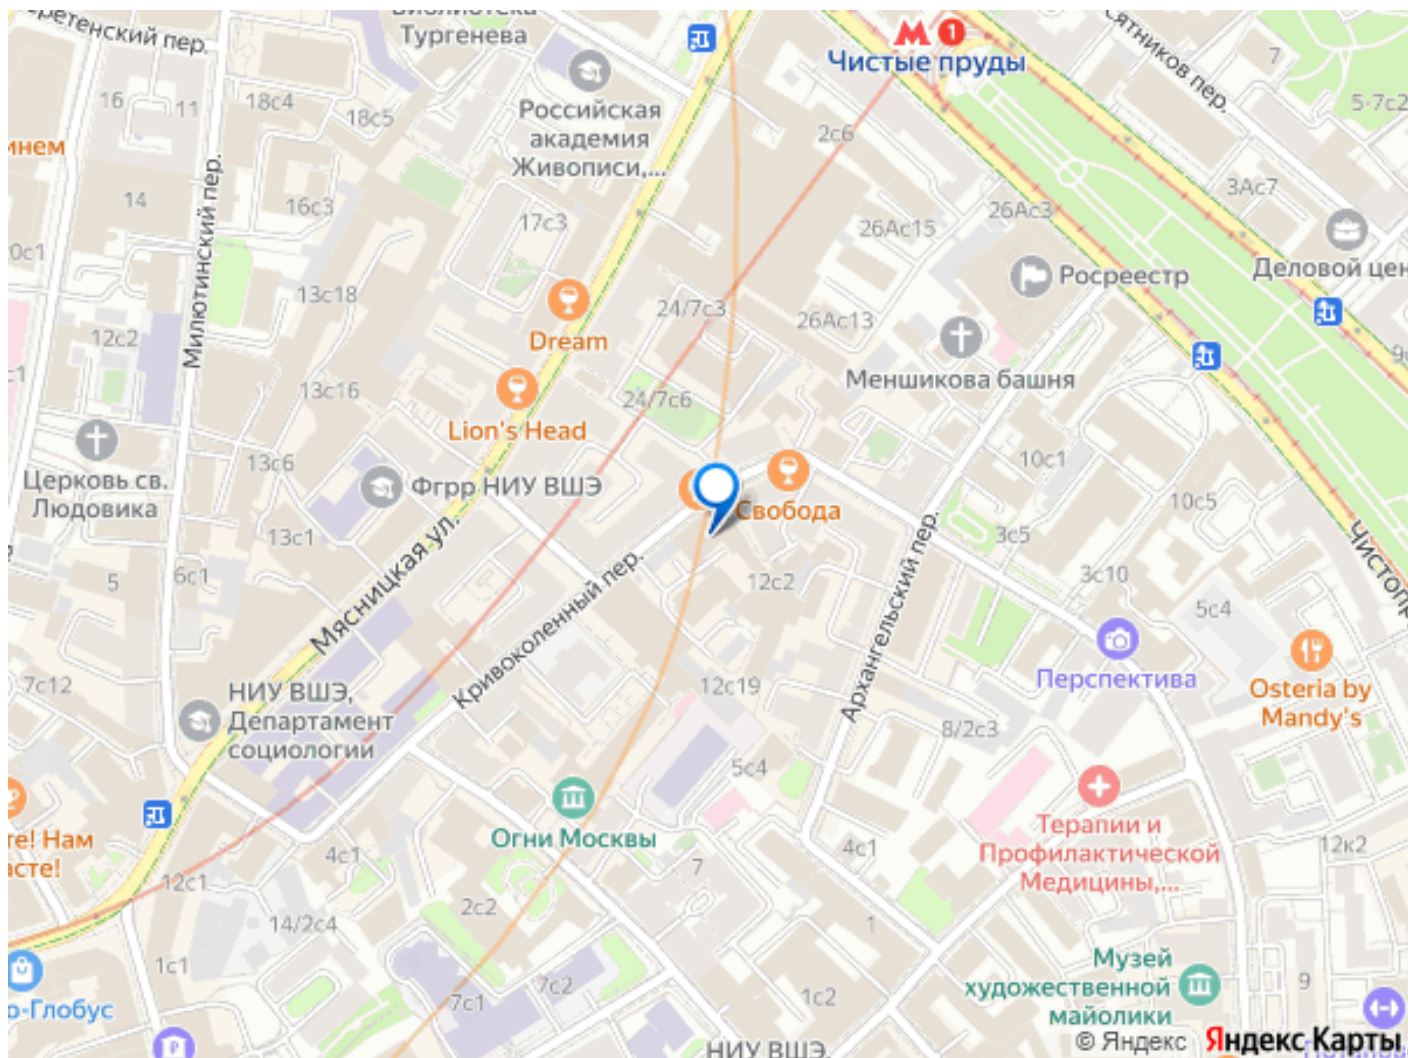 Библиотека
Тургенева
Чистые пруды
1
Российская
академия
Живописи,...
16
11
18с4
18с5
2с6
7
5-7с2
3Ас7
14
16с3
17с3
26Ас15
26Ас3
Милютинский пер.
Росреестр
13с18
24/7с3
26Ас13
12с2
Dream
13с16
24/7с6
Меншикова башня
Lion's Head
Церковь св.
Людовика
13с6
Фгрр НИУ ВШЭ
10с1
10с5
Свобода
13с1
3с5
5
6с1
Мясницкая ул.
Кривоколенный пер.
12с2
Архангельский пер.
3с10
5с4
Перспектива
7с12
НИУ ВШЭ,
Департамент
социологии
12с19
8/2с3
Osteria by
Mandy's
5с4
Огни Москвы
Терапии и
Профилактической
Медицины,...
4с1
7
4с1
12к2
12с1
2с2
14/2с4
1
1с1
7с1
7с2
1с2
Музей
художественной
майолики
9
о-Глобус
НИУ ВШЭ,
© Яндекс Яндекс Карты